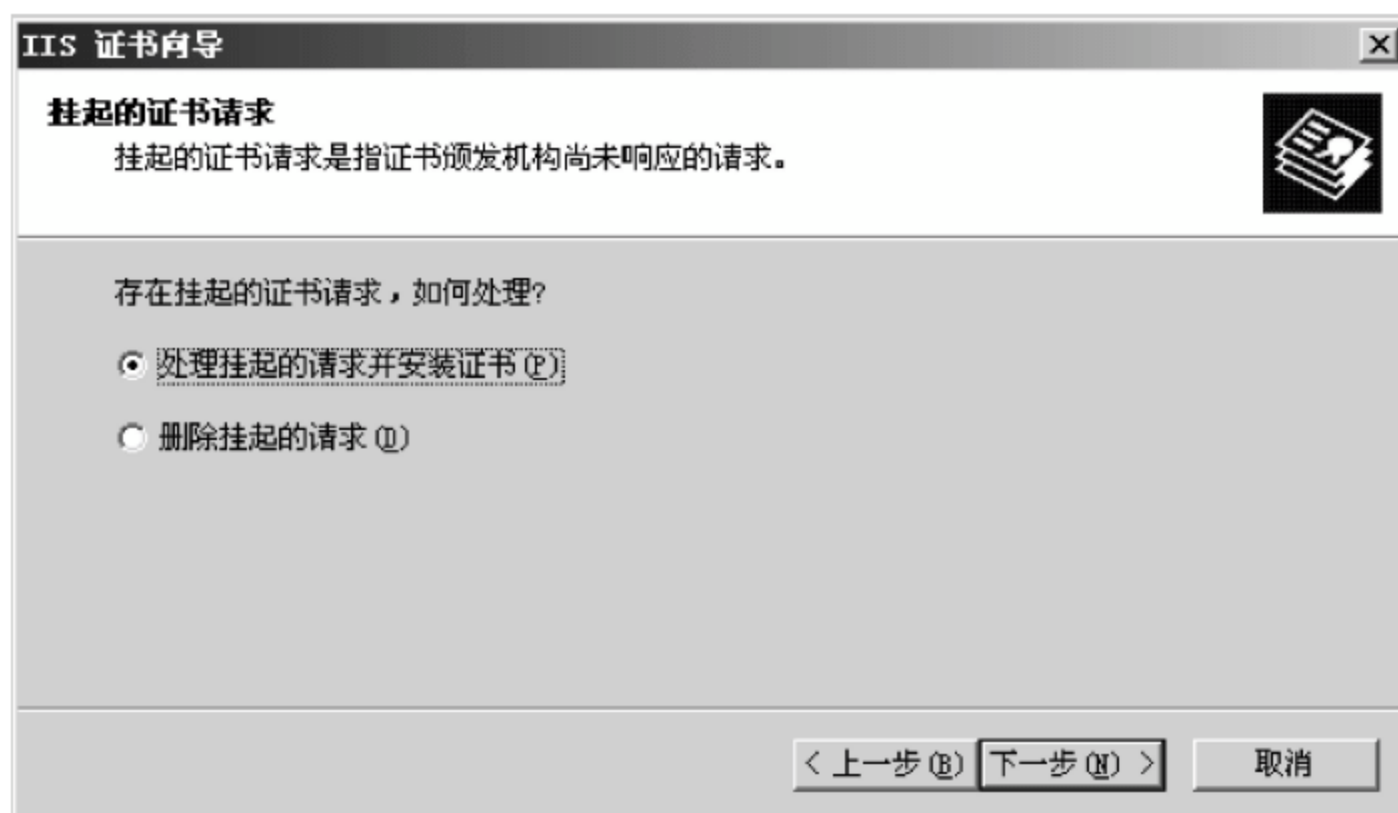 IIS 证书向导
挂起的证书请求
挂起的证书请求是指证书颁发机构尚未响应的请求。
存在挂起的证书请求，如何处理?
处理挂起的请求并安装证书(P)
删除挂起的请求(D)
< 上一步(B) 下一步(N) > 取消